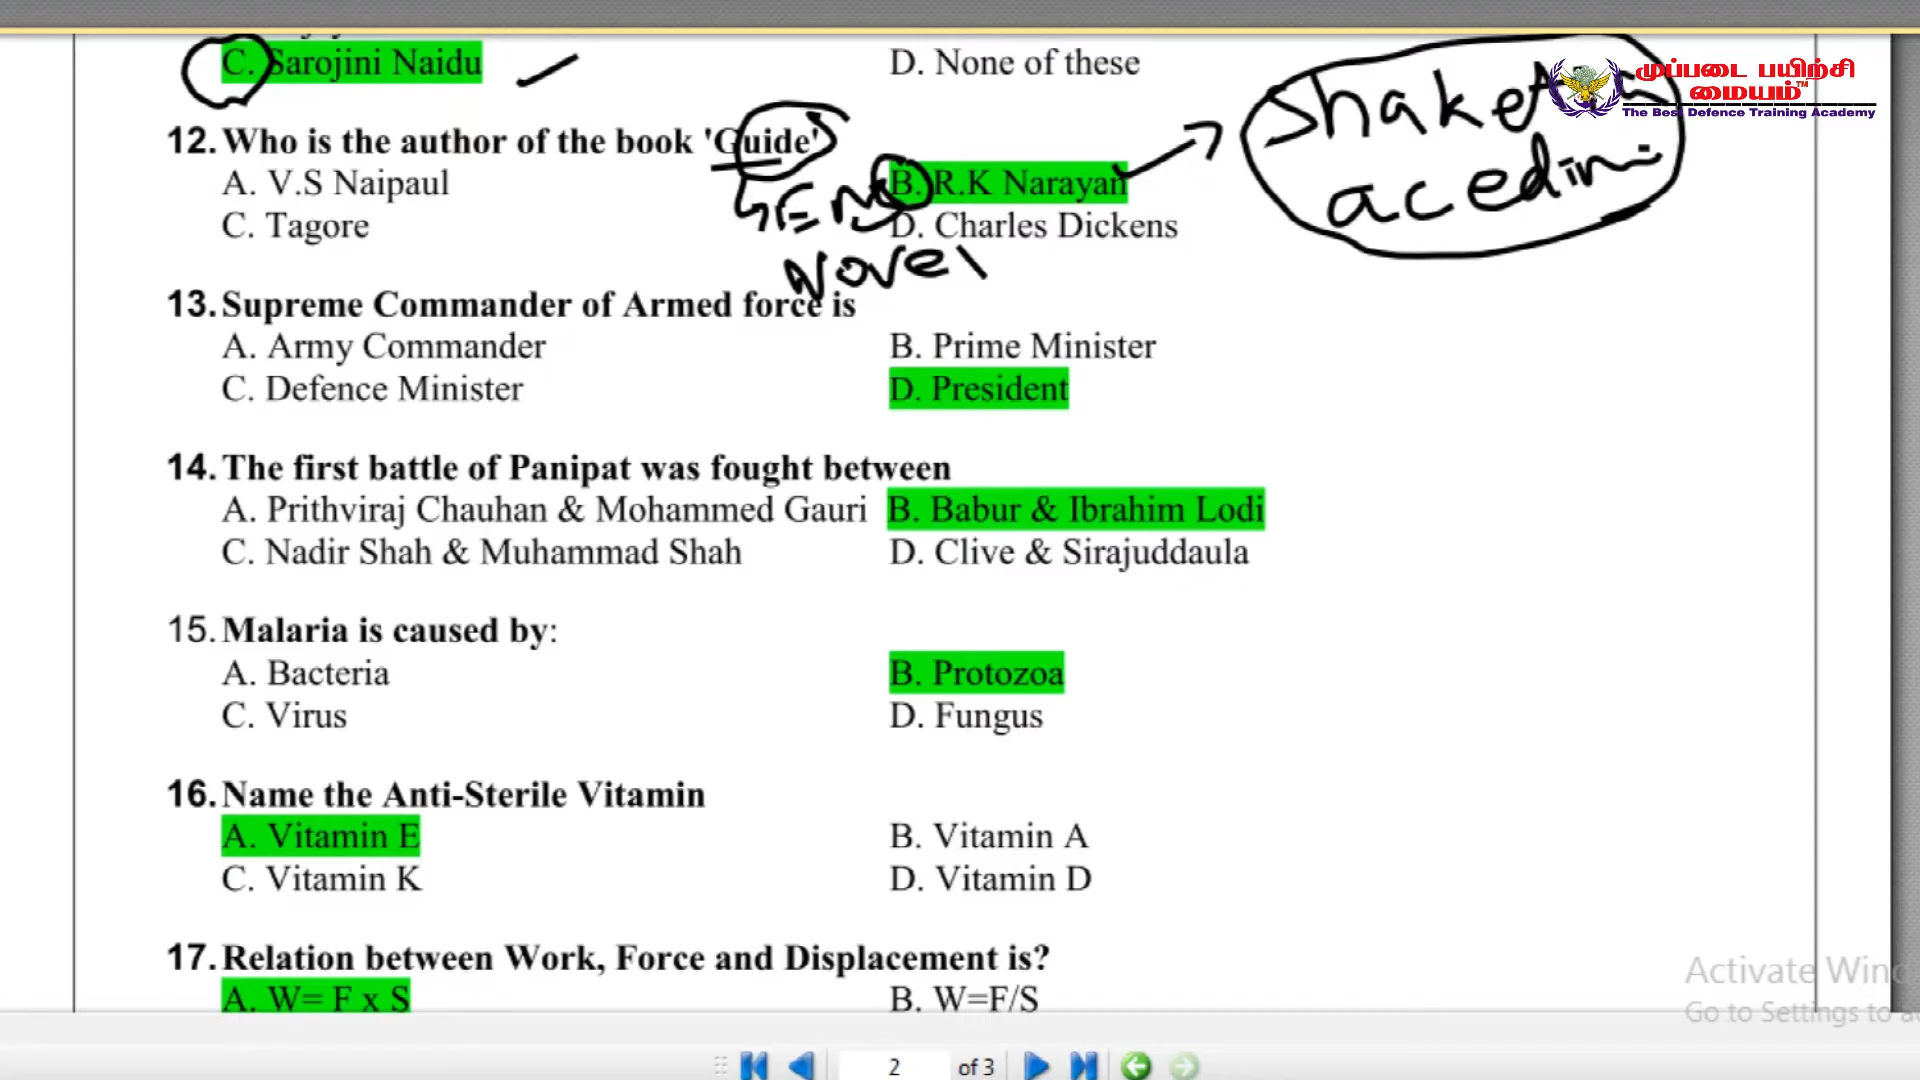 C. Sarojini Naidu
D. None of these
முப்படை பயிற்சி
மையம்™
The Best Defence Training Academy
12. Who is the author of the book 'Guide'
A. V.S Naipaul
B. R.K Narayan
C. Tagore
D. Charles Dickens
Novel
13. Supreme Commander of Armed force is
A. Army Commander
B. Prime Minister
C. Defence Minister
D. President
14. The first battle of Panipat was fought between
A. Prithviraj Chauhan & Mohammed Gauri
B. Babur & Ibrahim Lodi
C. Nadir Shah & Muhammad Shah
D. Clive & Sirajuddaula
15. Malaria is caused by:
A. Bacteria
B. Protozoa
C. Virus
D. Fungus
16. Name the Anti-Sterile Vitamin
A. Vitamin E
B. Vitamin A
C. Vitamin K
D. Vitamin D
17. Relation between Work, Force and Displacement is?
A. W= F x S
B. W=F/S
Activate Wind
Go to Settings to a
2 of 3